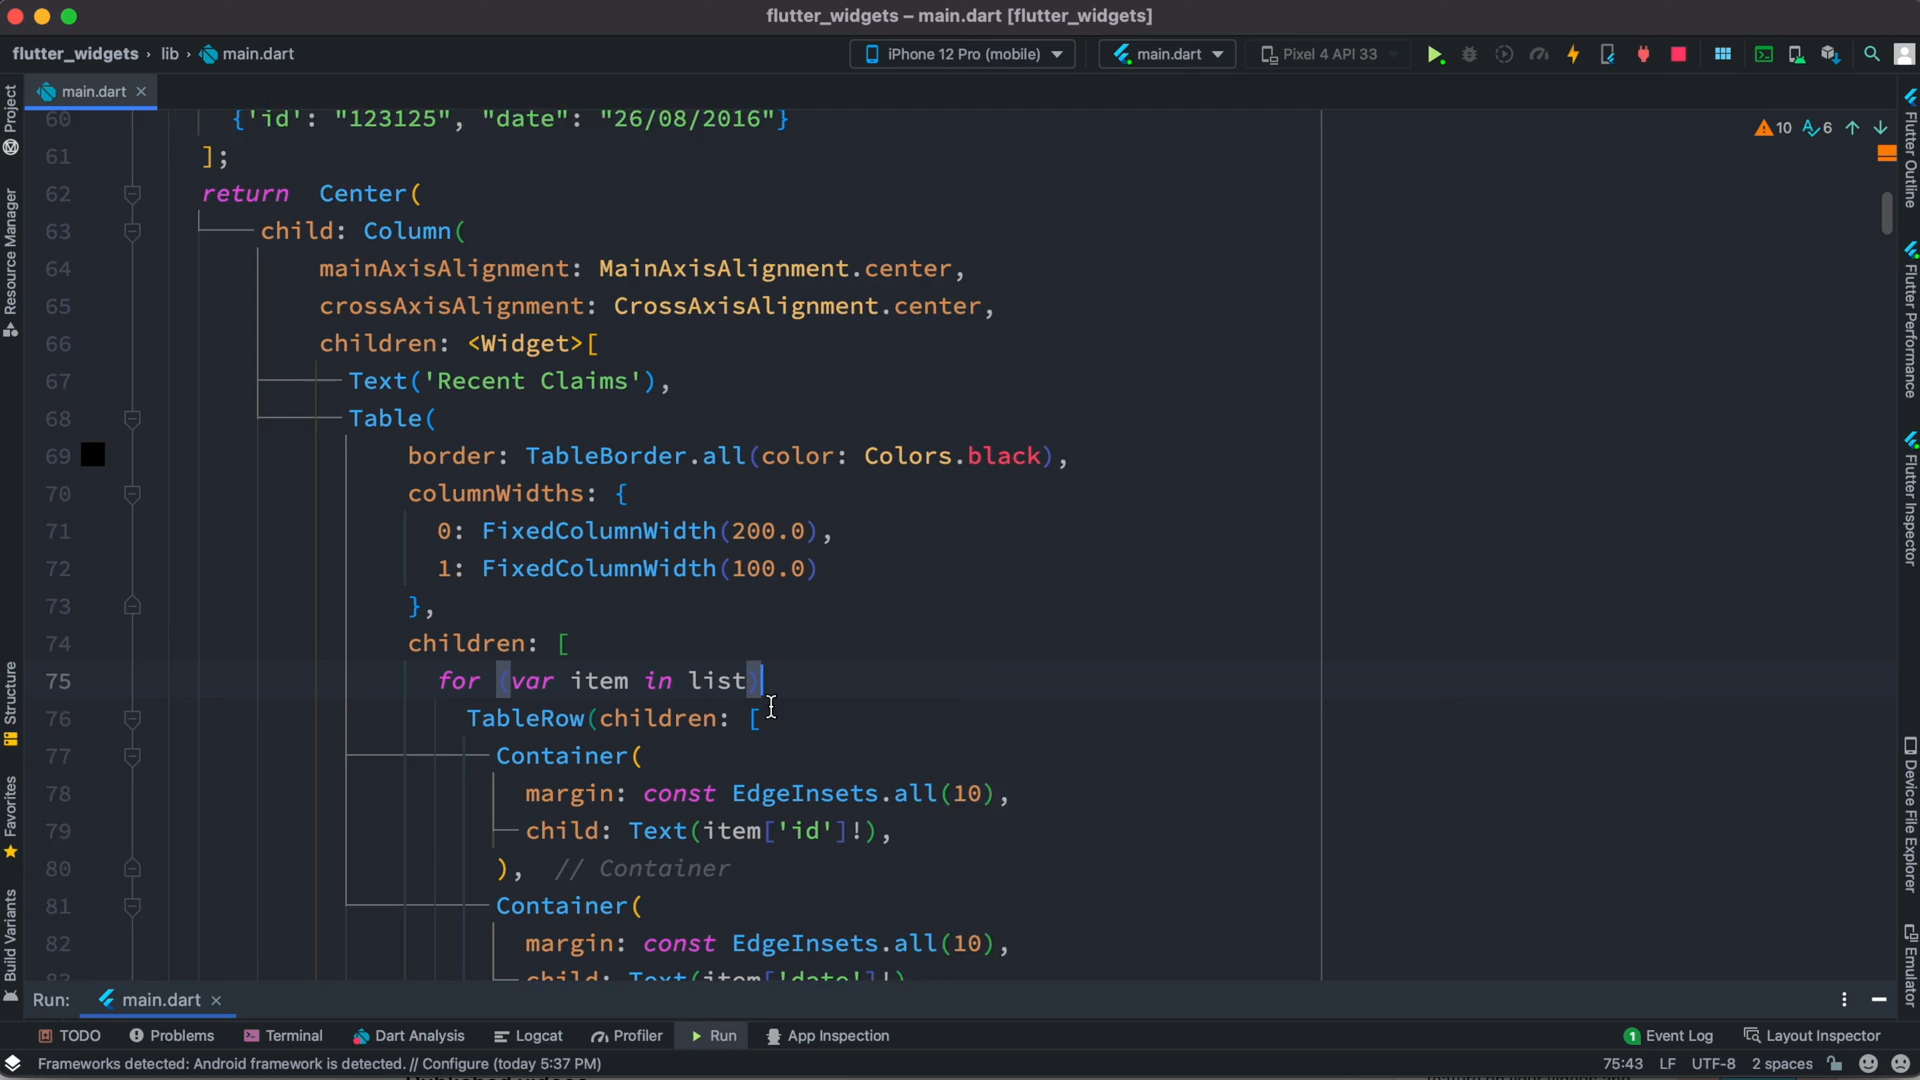 flutter_widgets – main.dart [flutter_widgets]
flutter_widgets › lib › main.dart
iPhone 12 Pro (mobile)
main.dart
Pixel 4 API 33
main.dart
10 6
60 {'id': "123125", "date": "26/08/2016"}
61 ];
62 return Center(
63 child: Column(
64 mainAxisAlignment: MainAxisAlignment.center,
65 crossAxisAlignment: CrossAxisAlignment.center,
66 children: <Widget>[
67 Text('Recent Claims'),
68 Table(
69 border: TableBorder.all(color: Colors.black),
70 columnWidths: {
71 0: FixedColumnWidth(200.0),
72 1: FixedColumnWidth(100.0)
73 },
74 children: [
75 for (var item in list)
76 TableRow(children: [
77 Container(
78 margin: const EdgeInsets.all(10),
79 child: Text(item['id']!),
80 ), // Container
81 Container(
82 margin: const EdgeInsets.all(10),
83 child: Text(item['date']!)
Project
Resource Manager
Structure
Favorites
Build Variants
Flutter Outline
Flutter Performance
Flutter Inspector
Device File Explorer
Emulator
Run: main.dart
TODO
Problems
Terminal
Dart Analysis
Logcat
Profiler
Run
App Inspection
1 Event Log
Layout Inspector
Frameworks detected: Android framework is detected. // Configure (today 5:37 PM)
75:43 LF UTF-8 2 spaces